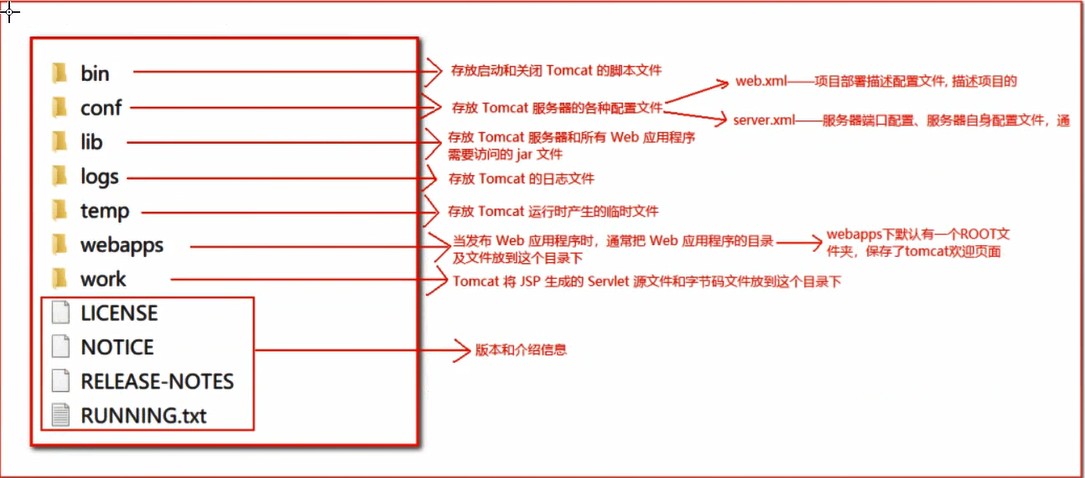 bin
存放启动和关闭 Tomcat 的脚本文件
conf
存放 Tomcat 服务器的各种配置文件
web.xml——项目部署描述配置文件, 描述项目的
server.xml——服务器端口配置、服务器自身配置文件，通
lib
存放 Tomcat 服务器和所有 Web 应用程序
需要访问的 jar 文件
logs
存放 Tomcat 的日志文件
temp
存放 Tomcat 运行时产生的临时文件
webapps
当发布 Web 应用程序时，通常把 Web 应用程序的目录
及文件放到这个目录下
webapps下默认有一个ROOT文
件夹，保存了tomcat欢迎页面
work
Tomcat 将 JSP 生成的 Servlet 源文件和字节码文件放到这个目录下
LICENSE
NOTICE
RELEASE-NOTES
RUNNING.txt
版本和介绍信息